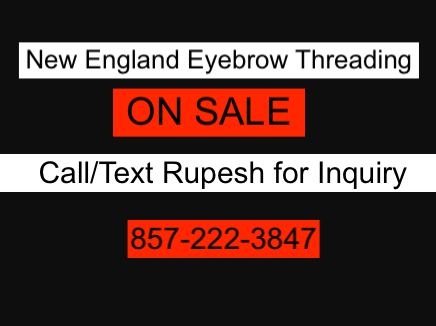 New England Eyebrow Threading
ON SALE
Call/Text Rupesh for Inquiry
857-222-3847